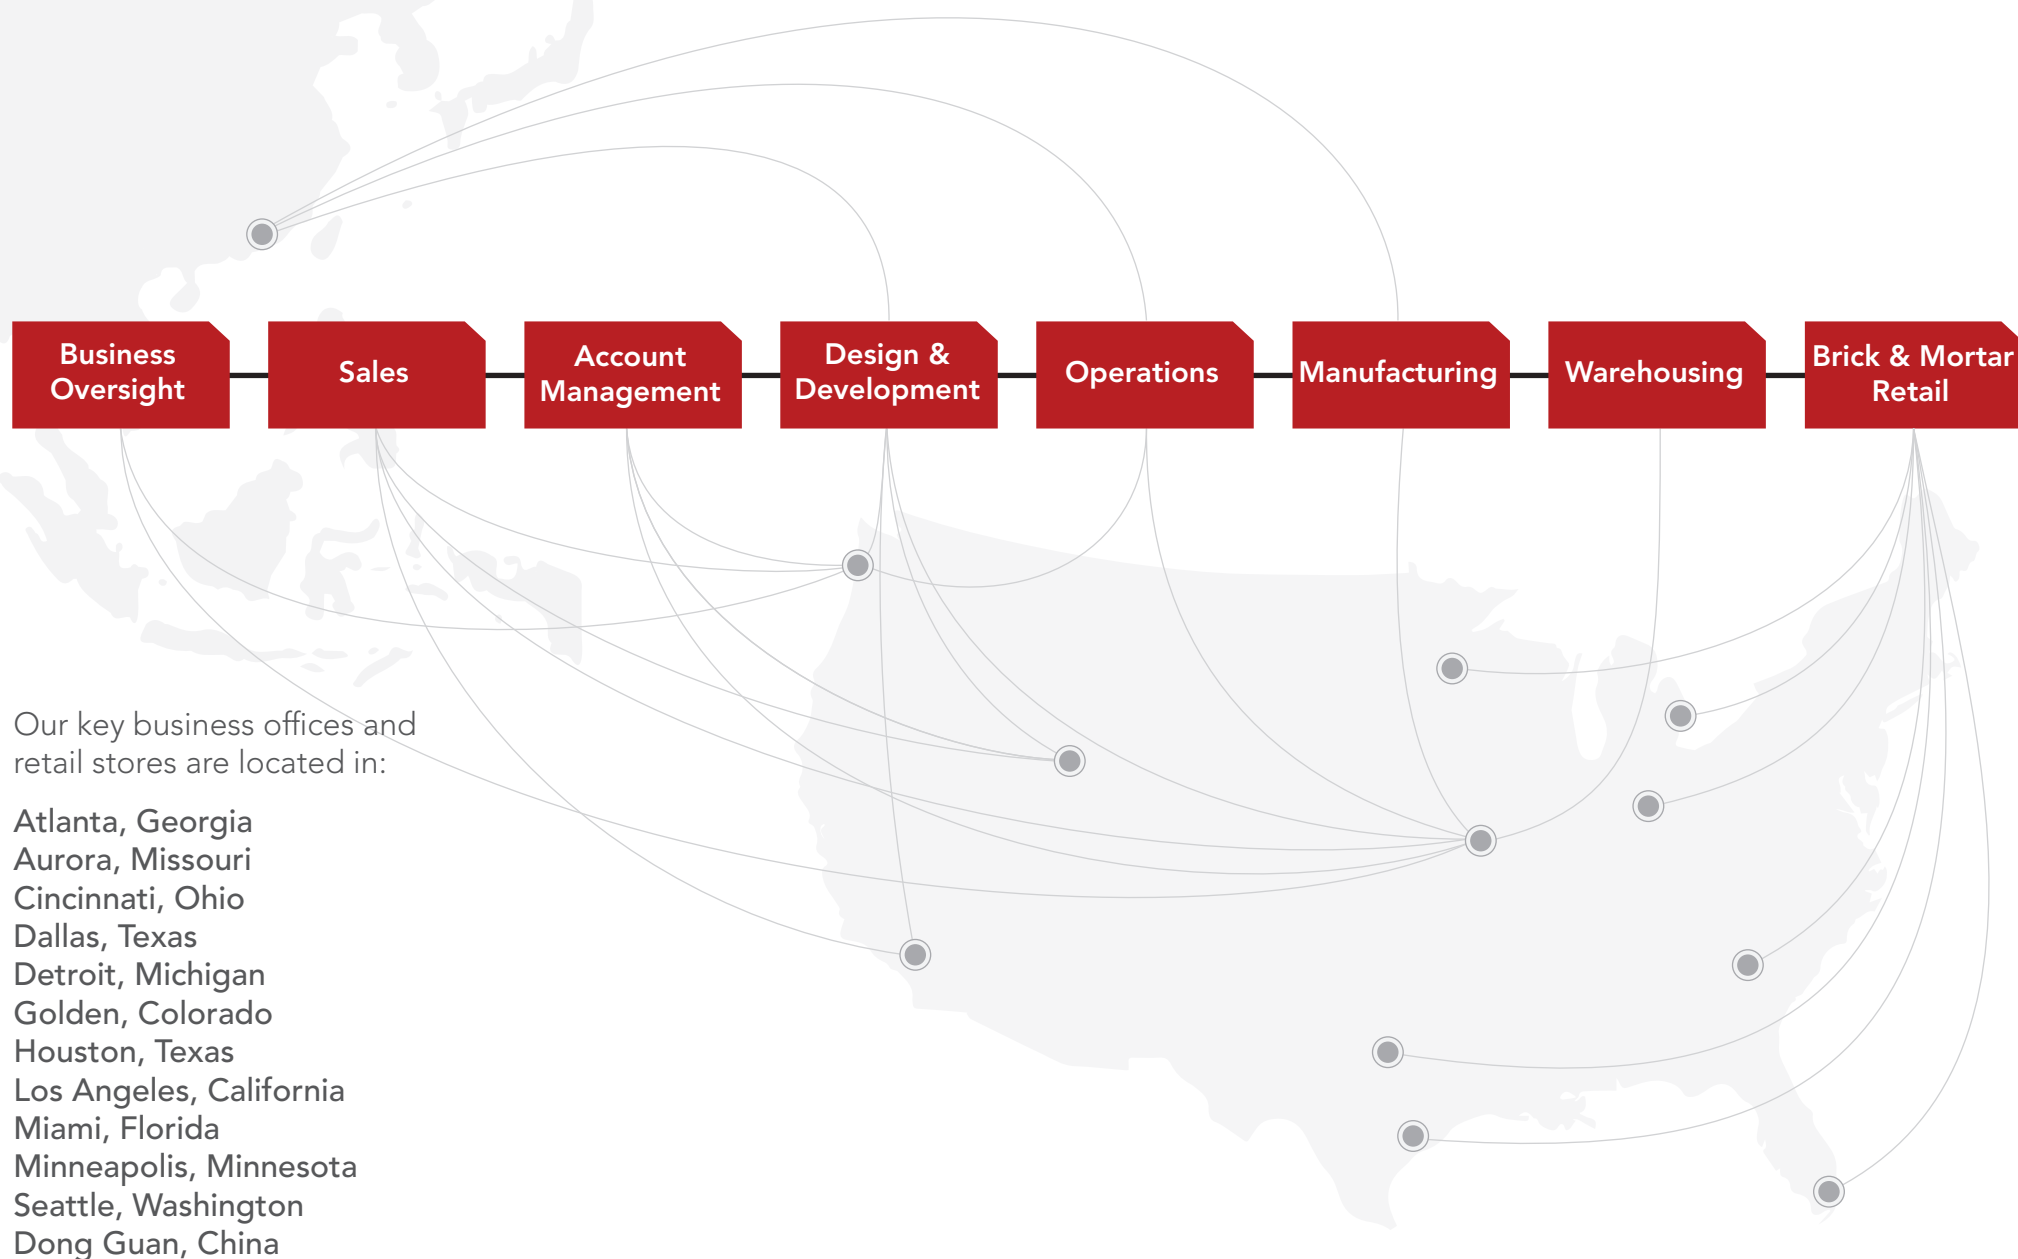 Business
Oversight
Sales
Account
Management
Design &
Development
Operations
Manufacturing
Warehousing
Brick & Mortar
Retail
Our key business offices and
retail stores are located in:
Atlanta, Georgia
Aurora, Missouri
Cincinnati, Ohio
Dallas, Texas
Detroit, Michigan
Golden, Colorado
Houston, Texas
Los Angeles, California
Miami, Florida
Minneapolis, Minnesota
Seattle, Washington
Dong Guan, China